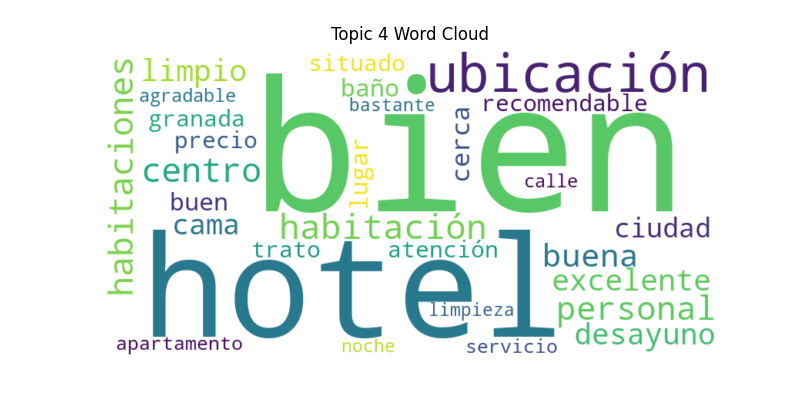 Topic 4 Word Cloud
situado
ubicación
limpio
baño
agradable
bastante
recomendable
granada
precio
centro
habitaciones
bien
lugar
cerca
calle
buen
cama
habitación
ciudad
trato
atención
buena
hotel
excelente
limpieza
personal
desayuno
apartamento
noche
servicio